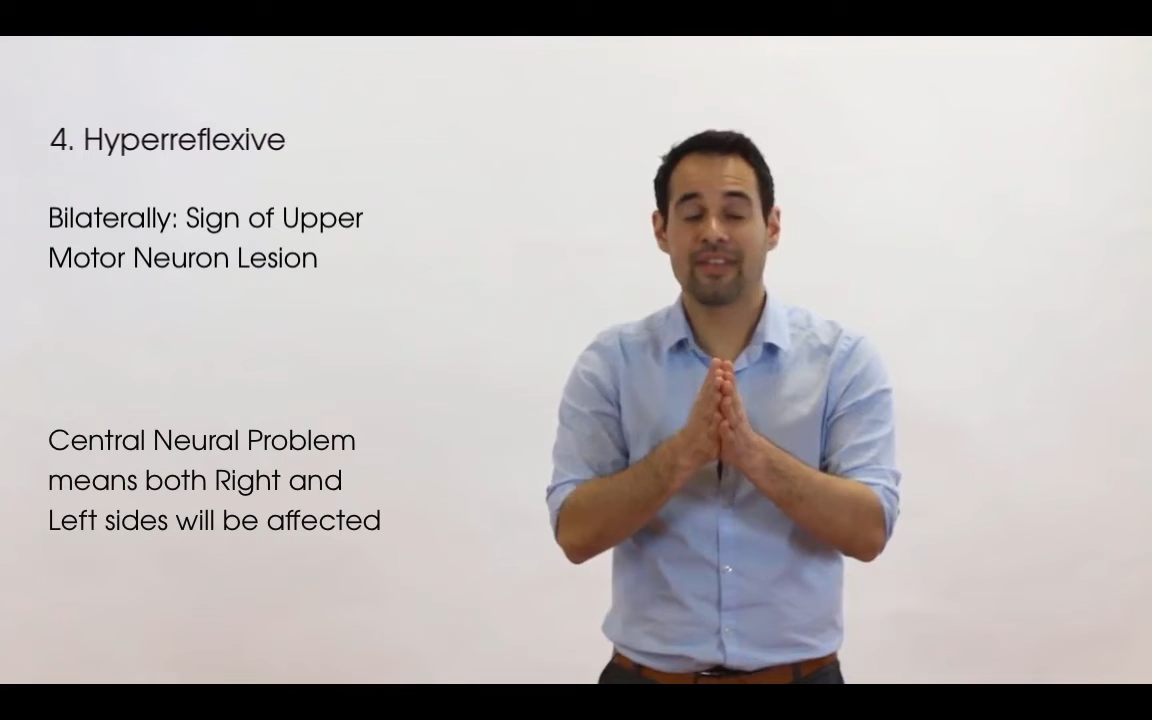 4. Hyperreflexive
Bilaterally: Sign of Upper
Motor Neuron Lesion
Central Neural Problem
means both Right and
Left sides will be affected